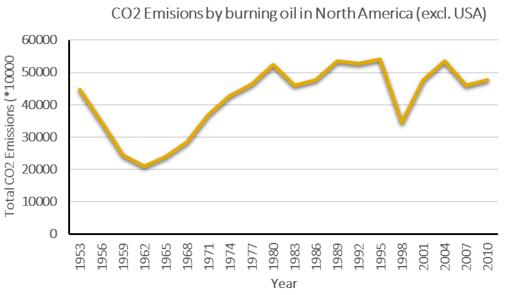 CO2 Emisions by burning oil in North America (excl. USA)
Total CO2 Emissions (*10000
60000
50000
40000
30000
20000
10000
0
1953 1956 1959 1962 1965 1968 1971 1974 1977 1980 1983 1986 1989 1992 1995 1998 2001 2004 2007 2010
Year